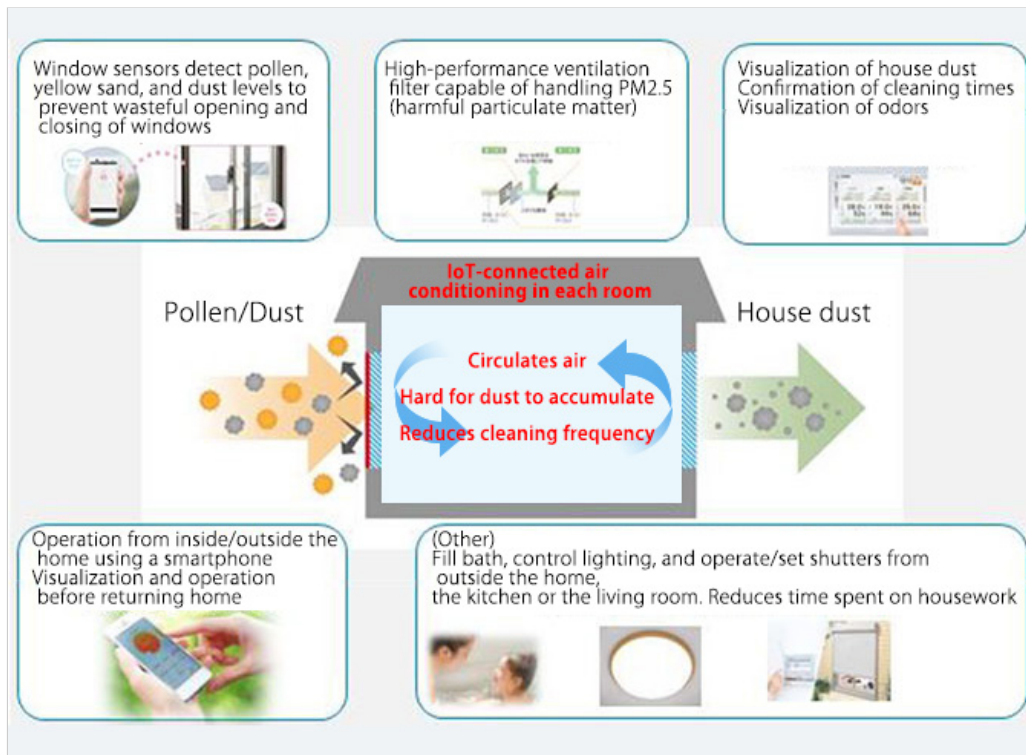 Window sensors detect pollen,
yellow sand, and dust levels to
prevent wasteful opening and
closing of windows
High-performance ventilation
filter capable of handling PM2.5
(harmful particulate matter)
Visualization of house dust
Confirmation of cleaning times
Visualization of odors
IoT-connected air
conditioning in each room
Pollen/Dust
House dust
Circulates air
Hard for dust to accumulate
Reduces cleaning frequency
Operation from inside/outside the
home using a smartphone
Visualization and operation
before returning home
(Other)
Fill bath, control lighting, and operate/set shutters from
outside the home,
the kitchen or the living room. Reduces time spent on housework